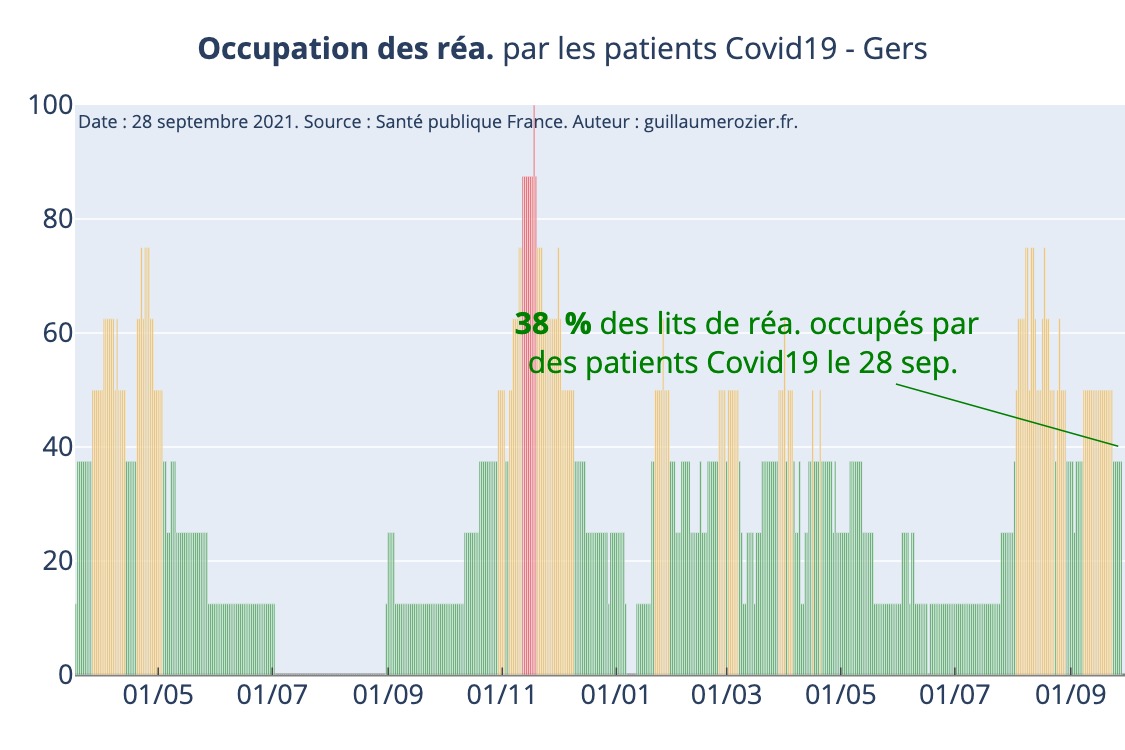 Occupation des réa. par les patients Covid19 - Gers
100
Date : 28 septembre 2021. Source : Santé publique France. Auteur : guillaumerozier.fr.
80
60
38 % des lits de réa. occupés par
des patients Covid19 le 28 sep.
40
20
0
01/05 01/07 01/09 01/11 01/01 01/03 01/05 01/07 01/09